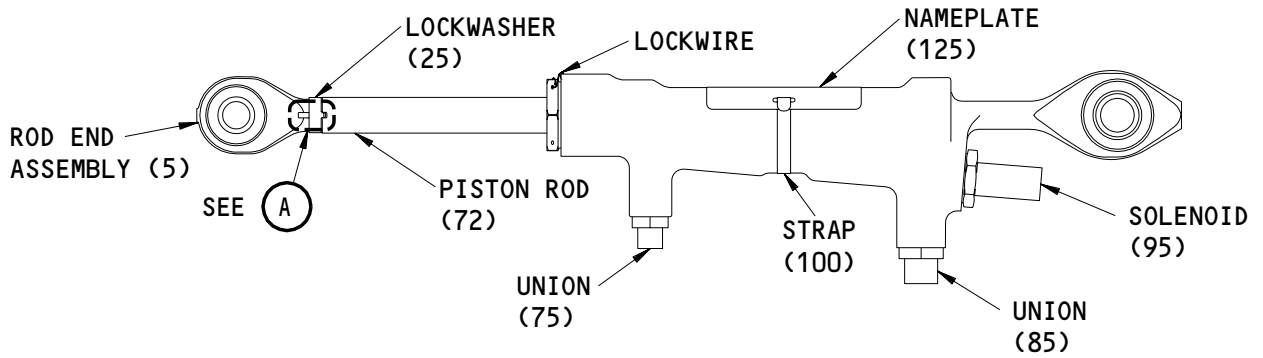 LOCKWASHER
(25)
LOCKWIRE
NAMEPLATE
(125)
ROD END
ASSEMBLY (5)
SEE A
PISTON ROD
(72)
UNION
(75)
STRAP
(100)
SOLENOID
(95)
UNION
(85)